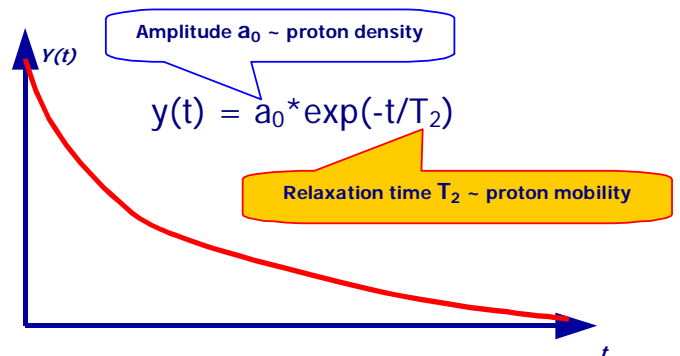 Amplitude a₀ ~ proton density
Y(t)
y(t) = a₀*exp(-t/T₂)
Relaxation time T₂ ~ proton mobility
t